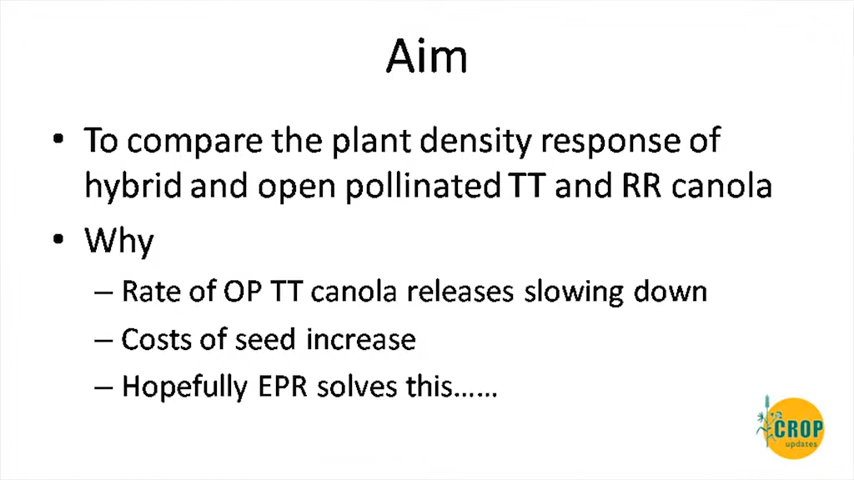 Aim
• To compare the plant density response of
hybrid and open pollinated TT and RR canola
• Why
– Rate of OP TT canola releases slowing down
– Costs of seed increase
– Hopefully EPR solves this......
CROP
updates